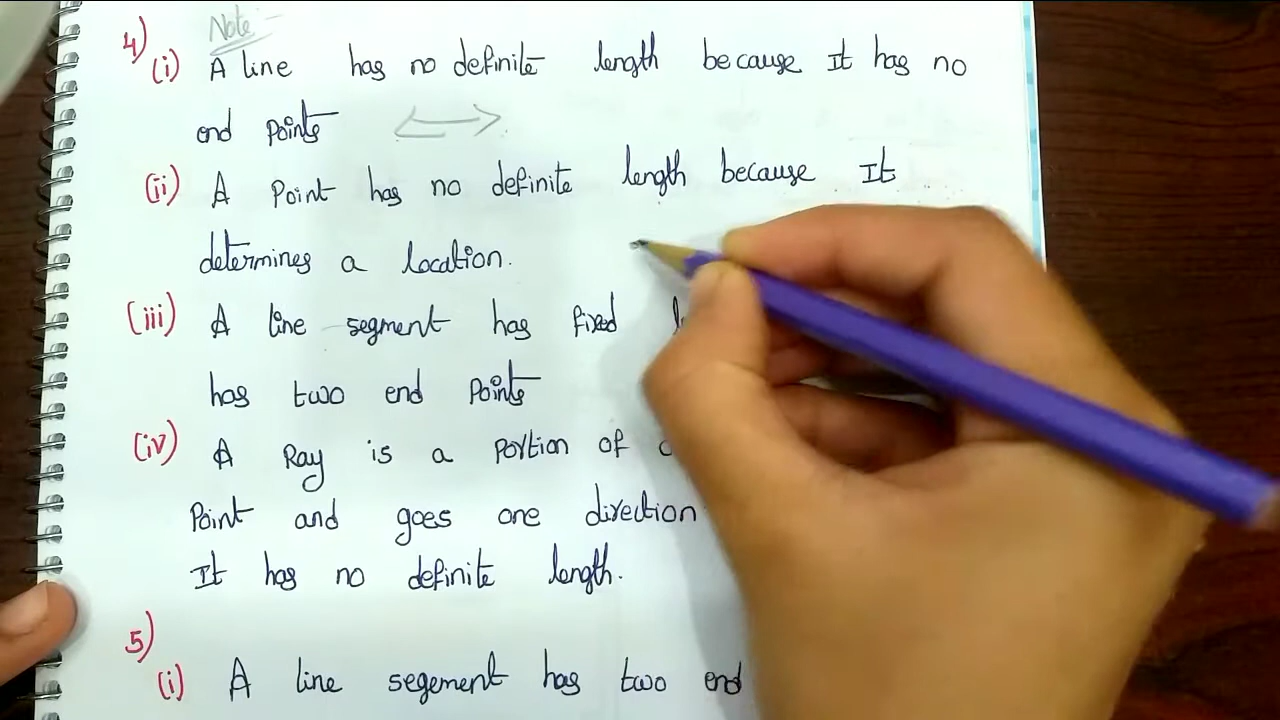 Note:-
4)
(i) A line has no definite length because It has no
end points
(ii) A Point has no definite length because It
determines a location.
(iii) A line segment has fixed
has two end Points
(iv) A Ray is a portion of
Point and goes one direction
It has no definite length.
5)
(i) A line segement has two end